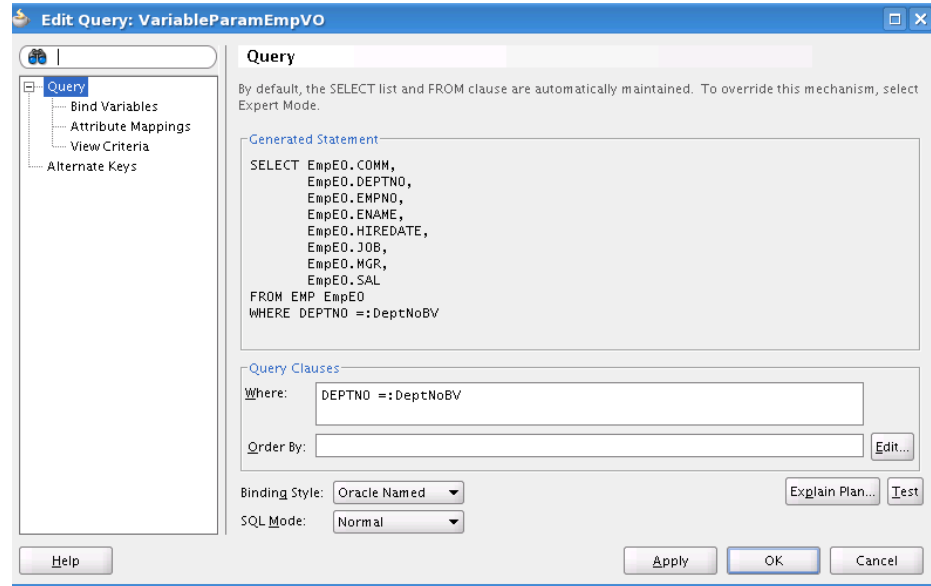 Edit Query: VariableParamEmpVO
Query
Bind Variables
Attribute Mappings
View Criteria
Alternate Keys
Query
By default, the SELECT list and FROM clause are automatically maintained. To override this mechanism, select
Expert Mode.
Generated Statement
SELECT EmpEO.COMM,
EmpEO.DEPTNO,
EmpEO.EMPNO,
EmpEO.ENAME,
EmpEO.HIREDATE,
EmpEO.JOB,
EmpEO.MGR,
EmpEO.SAL
FROM EMP EmpEO
WHERE DEPTNO =:DeptNoBV
Query Clauses
Where: DEPTNO =:DeptNoBV
Order By: Edit...
Binding Style: Oracle Named Explain Plan... Test
SQL Mode: Normal
Help Apply OK Cancel